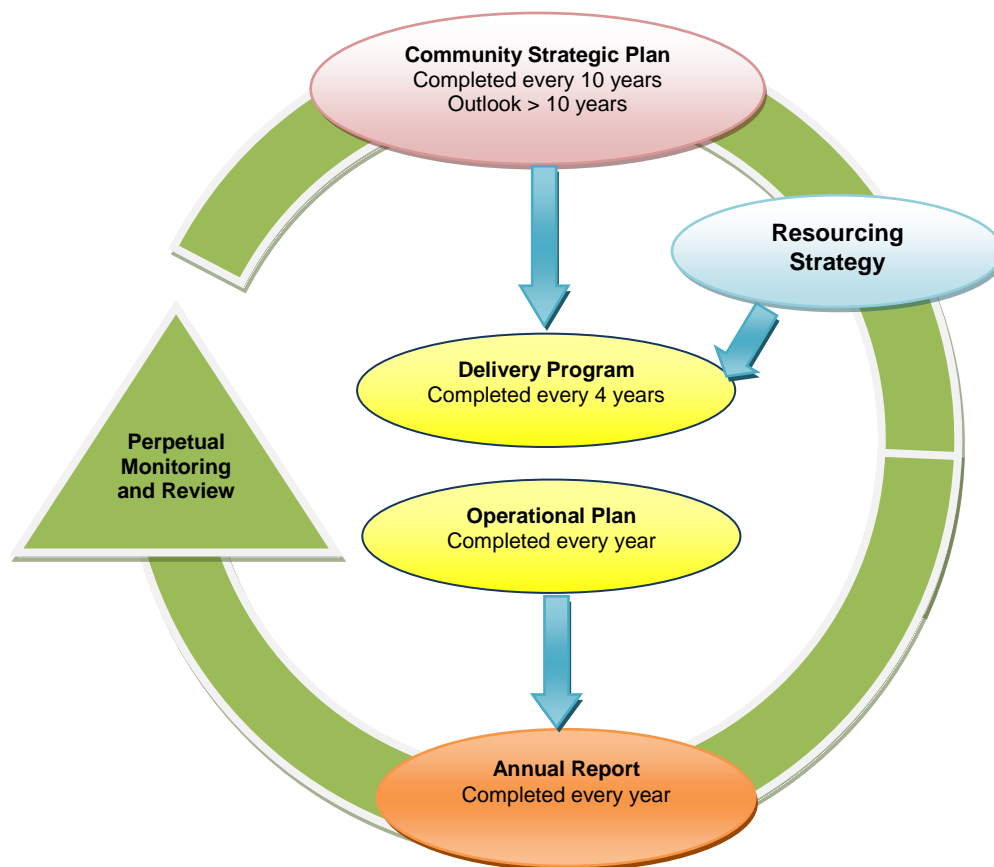 Community Strategic Plan
Completed every 10 years
Outlook > 10 years
Resourcing
Strategy
Delivery Program
Completed every 4 years
Perpetual
Monitoring
and Review
Operational Plan
Completed every year
Annual Report
Completed every year